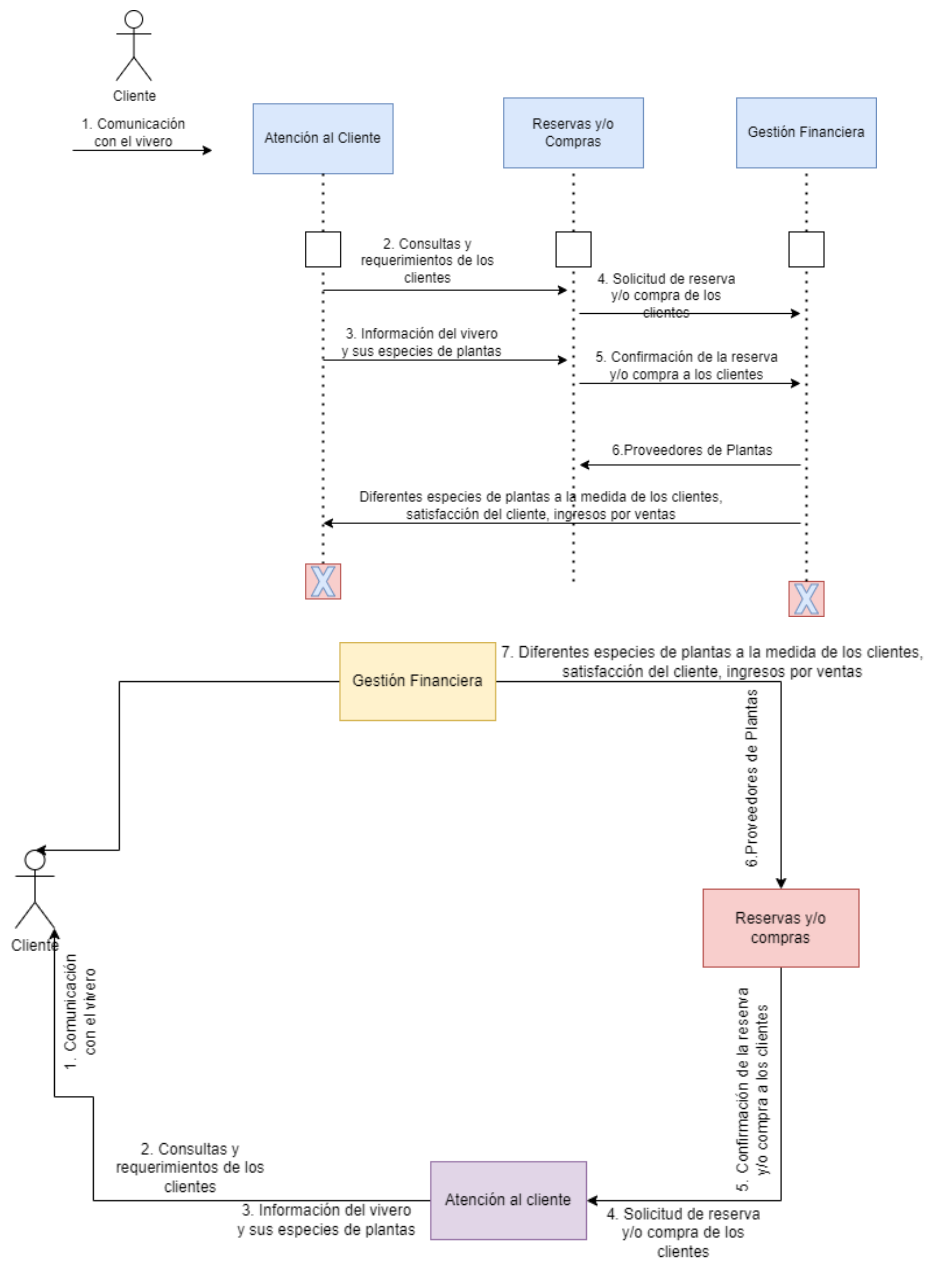 Cliente
1. Comunicación
con el vivero
Atención al Cliente
Reservas y/o
Compras
Gestión Financiera
2. Consultas y
requerimientos de los
clientes
4. Solicitud de reserva
y/o compra de los
clientes
3. Información del vivero
y sus especies de plantas
5. Confirmación de la reserva
y/o compra a los clientes
6.Proveedores de Plantas
Diferentes especies de plantas a la medida de los clientes,
satisfacción del cliente, ingresos por ventas
X
X
7. Diferentes especies de plantas a la medida de los clientes,
satisfacción del cliente, ingresos por ventas
Gestión Financiera
6.Proveedores de Plantas
Cliente
Reservas y/o
compras
1. Comunicación
con el vivero
5. Confirmación de la reserva
y/o compra a los clientes
2. Consultas y
requerimientos de los
clientes
Atención al cliente
3. Información del vivero
y sus especies de plantas
4. Solicitud de reserva
y/o compra de los
clientes